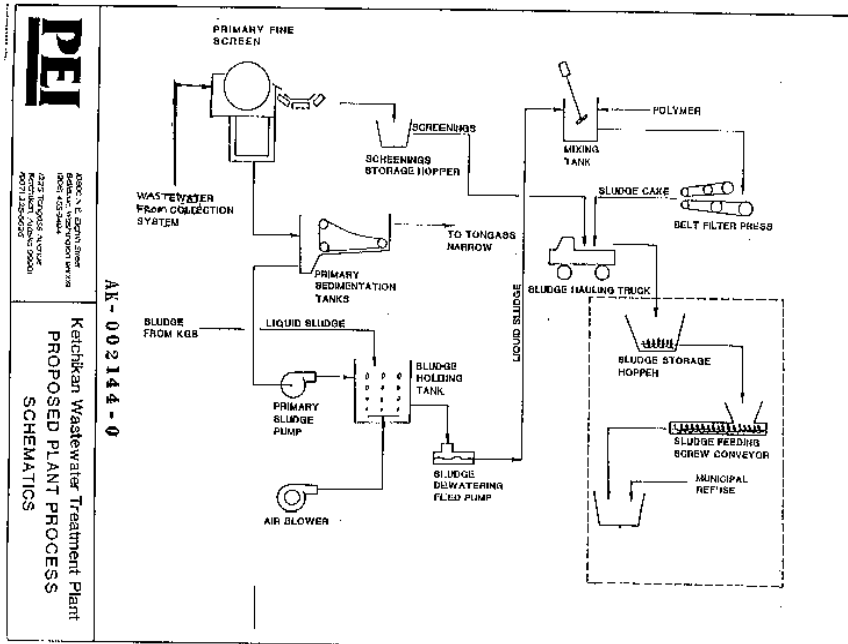 PEI
AK-002144-0
Ketchikan Wastewater Treatment Plant
PROPOSED PLANT PROCESS
SCHEMATICS
PRIMARY FINE
SCREEN
SCREENINGS
SCREENINGS
STORAGE HOPPER
WASTEWATER
FROM COLLECTION
SYSTEM
PRIMARY
SEDIMENTATION
TANKS
TO TONGASS
NARROW
POLYMER
MIXING
TANK
SLUDGE CAKE
BELT FILTER PRESS
SLUDGE HAULING TRUCK
SLUDGE
FROM KGB
LIQUID SLUDGE
SLUDGE
HOLDING
TANK
PRIMARY
SLUDGE
PUMP
AIR BLOWER
SLUDGE
DEWATERING
FEED PUMP
LIQUID SLUDGE
SLUDGE STORAGE
HOPPER
SLUDGE FEEDING
SCREW CONVEYOR
MUNICIPAL
REFUSE